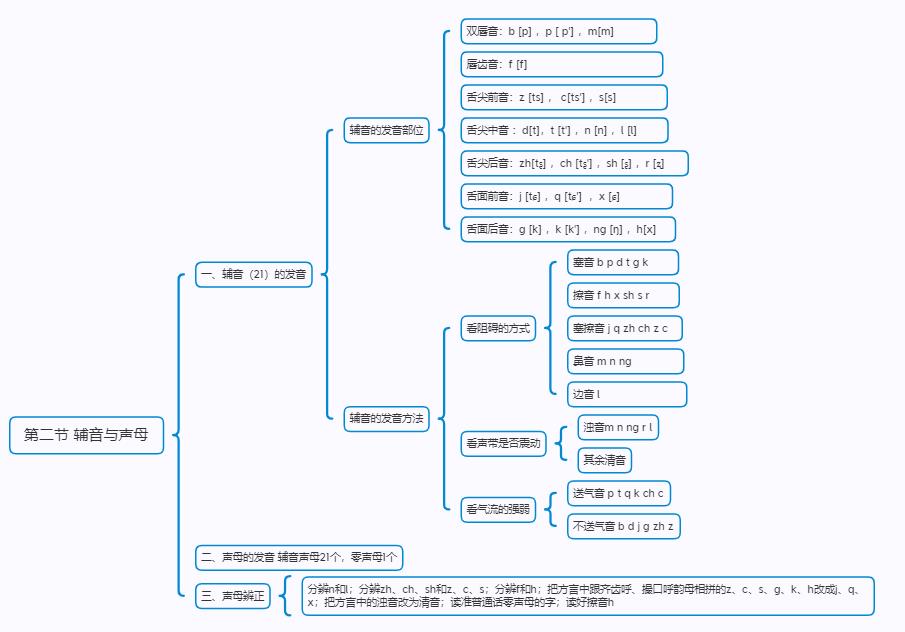 第二节 辅音与声母
一、辅音（21）的发音
辅音的发音部位
双唇音：b [p] ，p [ p'] ，m[m]
唇齿音：f [f]
舌尖前音：z [ts] ， c[ts'] ，s[s]
舌尖中音 ：d[t]，t [t'] ，n [n] ，l [l]
舌尖后音：zh[tʂ] ，ch [tʂ'] ，sh [ʂ] ，r [ʐ]
舌面前音：j [tɕ] ，q [tɕ'] ，x [ɕ]
舌面后音：g [k] ，k [k'] ，ng [ŋ] ，h[x]
辅音的发音方法
看阻碍的方式
塞音 b p d t g k
擦音 f h x sh s r
塞擦音 j q zh ch z c
鼻音 m n ng
边音 l
看声带是否震动
浊音m n ng r l
其余清音
看气流的强弱
送气音 p t q k ch c
不送气音 b d j g zh z
二、声母的发音 辅音声母21个，零声母1个
三、声母辨正
分辨n和l；分辨zh、ch、sh和z、c、s；分辨f和h；把方言中跟齐齿呼、撮口呼韵母相拼的z、c、s、g、k、h改成j、q、
x；把方言中的浊音改为清音；读准普通话零声母的字；读好擦音h